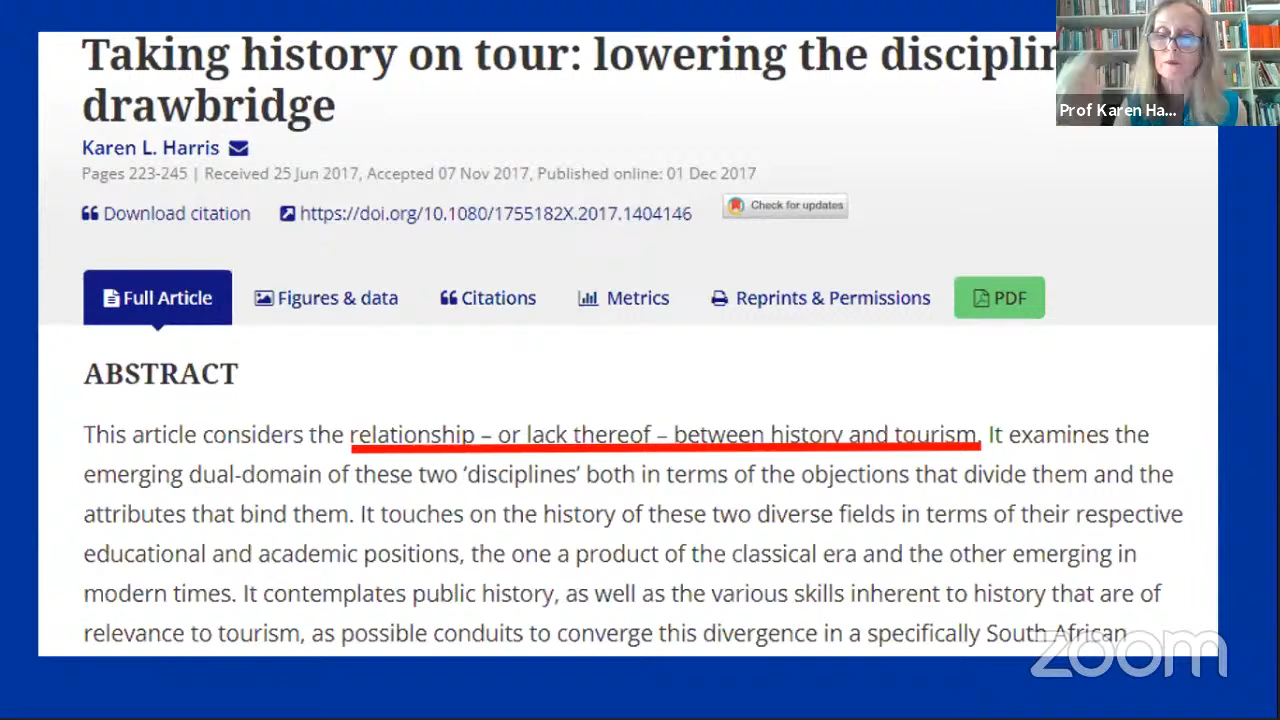 Taking history on tour: lowering the disciplin
drawbridge
Karen L. Harris
Pages 223-245 | Received 25 Jun 2017, Accepted 07 Nov 2017, Published online: 01 Dec 2017
Download citation https://doi.org/10.1080/1755182X.2017.1404146 Check for updates
Full Article Figures & data Citations Metrics Reprints & Permissions PDF
ABSTRACT
This article considers the relationship – or lack thereof – between history and tourism. It examines the
emerging dual-domain of these two ‘disciplines’ both in terms of the objections that divide them and the
attributes that bind them. It touches on the history of these two diverse fields in terms of their respective
educational and academic positions, the one a product of the classical era and the other emerging in
modern times. It contemplates public history, as well as the various skills inherent to history that are of
relevance to tourism, as possible conduits to converge this divergence in a specifically South African
Prof Karen Ha...
zoom